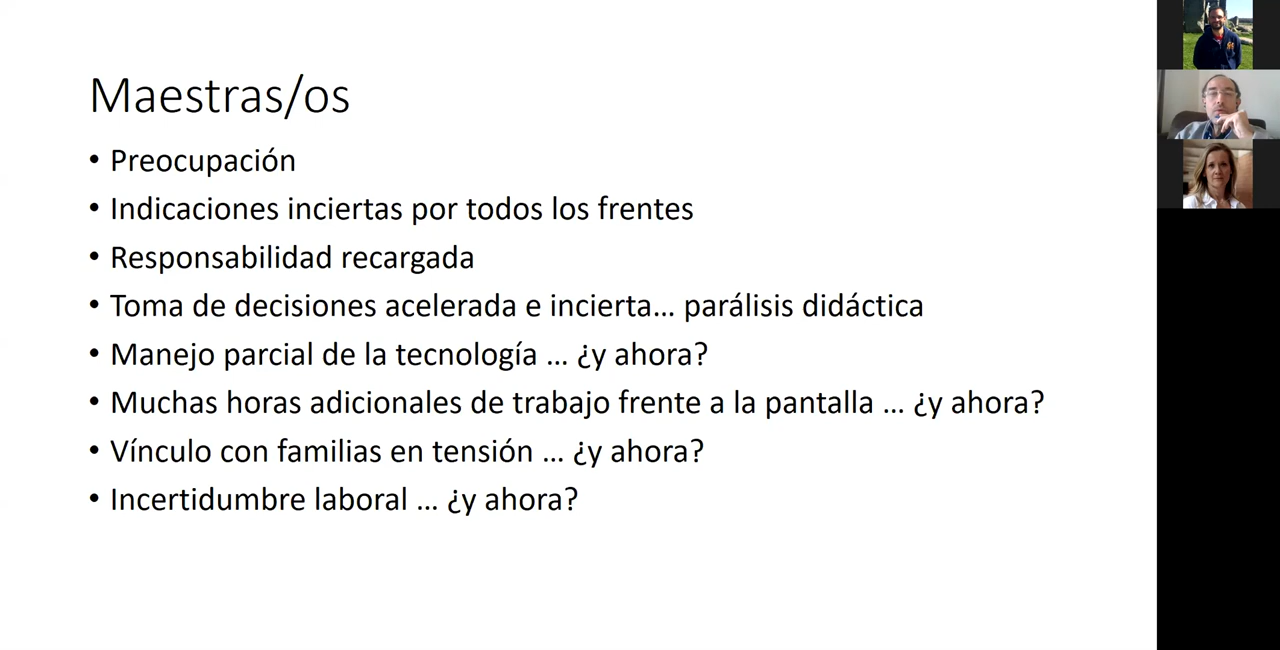 Maestras/os
• Preocupación
• Indicaciones inciertas por todos los frentes
• Responsabilidad recargada
• Toma de decisiones acelerada e incierta... parálisis didáctica
• Manejo parcial de la tecnología ... ¿y ahora?
• Muchas horas adicionales de trabajo frente a la pantalla ... ¿y ahora?
• Vínculo con familias en tensión ... ¿y ahora?
• Incertidumbre laboral ... ¿y ahora?